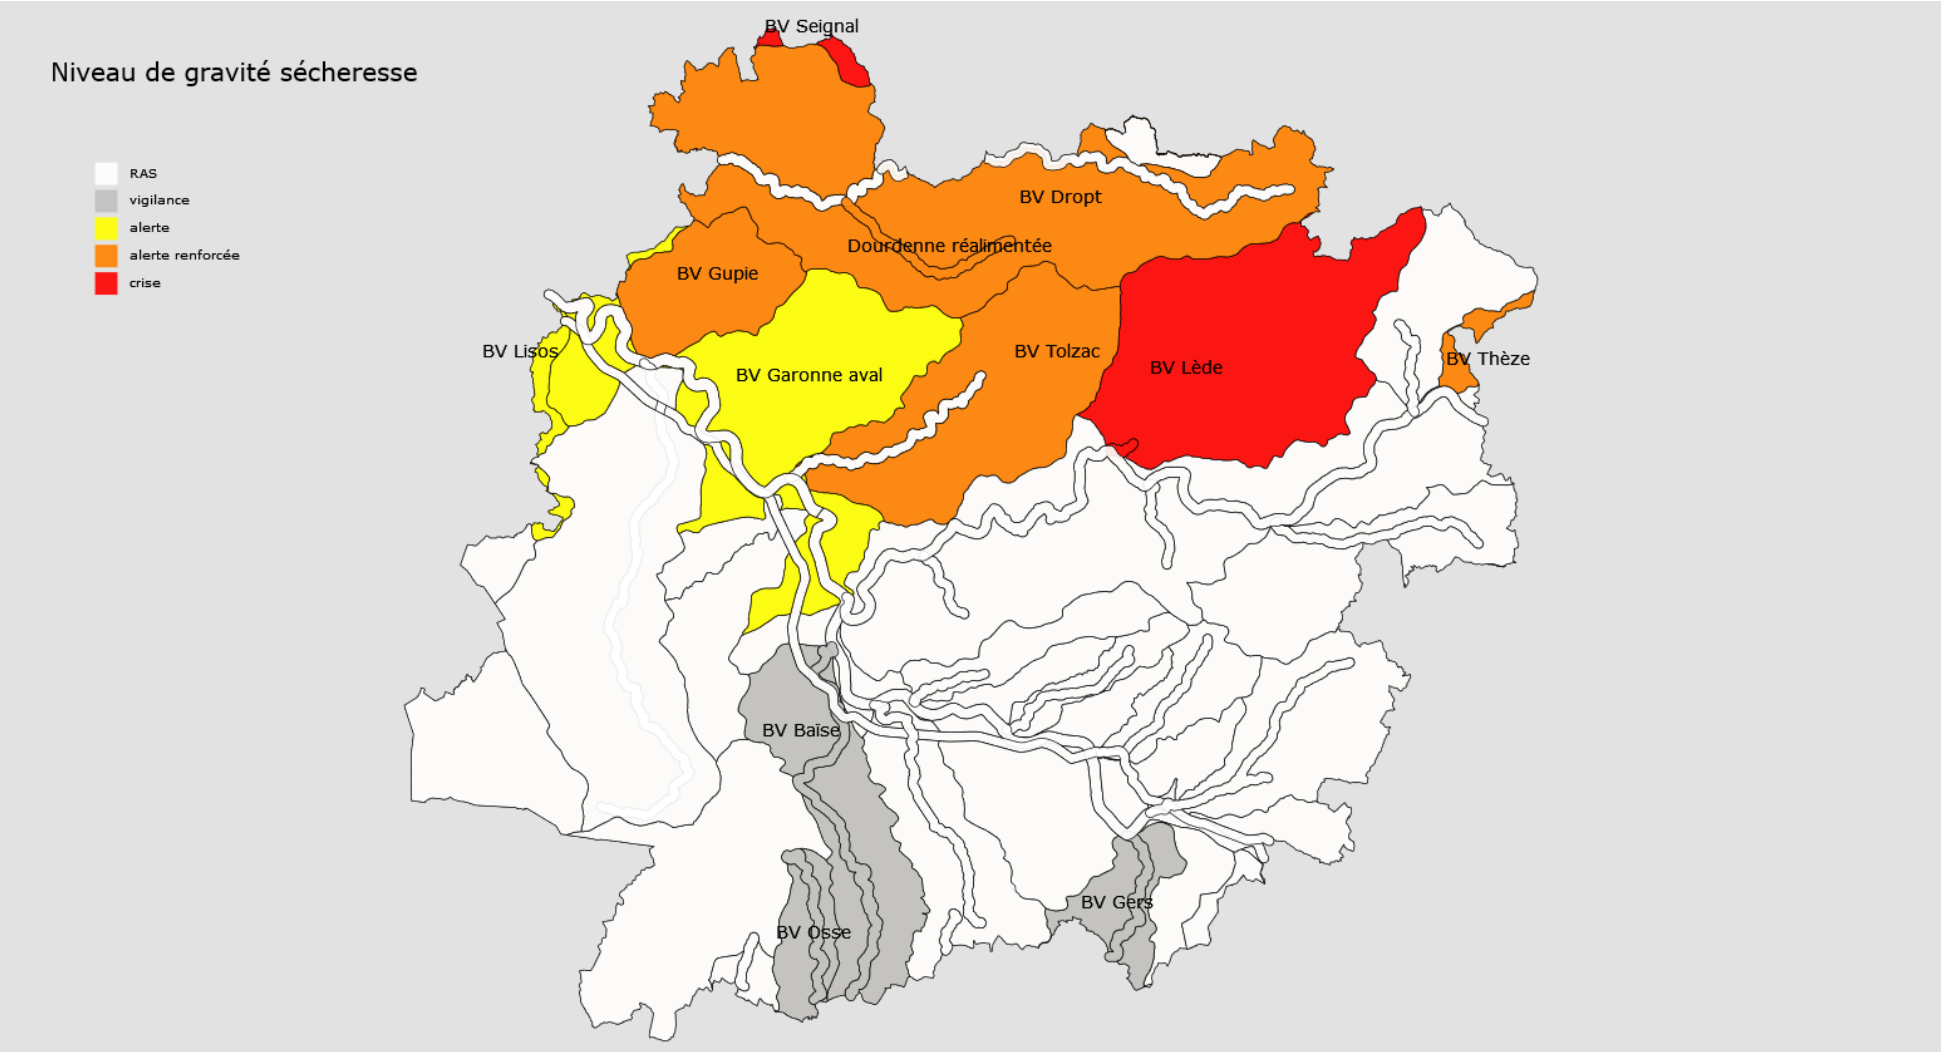 BV Seignal
Niveau de gravité sécheresse
RAS
vigilance
alerte
alerte renforcée
crise
BV Dropt
Dourdenne réalimentée
BV Gupie
BV Lisos
BV Tolzac
BV Thèze
BV Lède
BV Garonne aval
BV Baïse
BV Gers
BV Osse